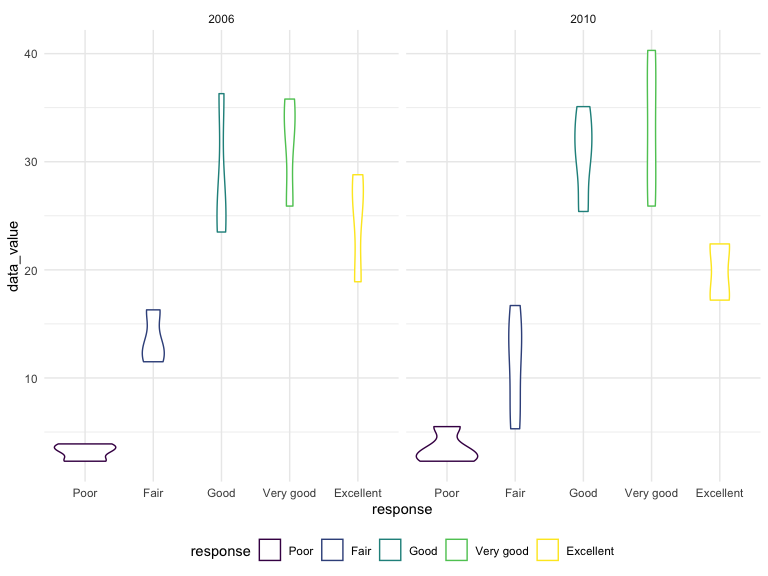 2006 2010
40
30
20
10
data_value
Poor Fair Good Very good Excellent Poor Fair Good Very good Excellent
response
response Poor Fair Good Very good Excellent